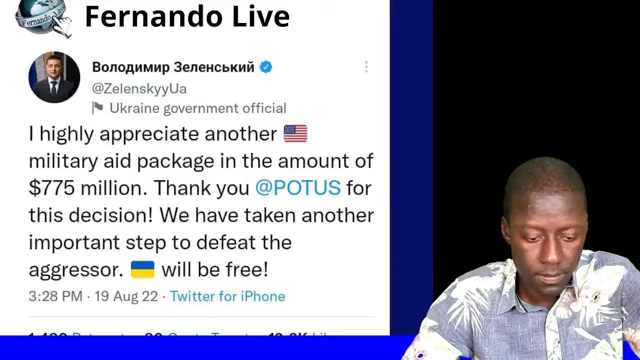 Fernando Live
Володимир Зеленський
@ZelenskyyUa
Ukraine government official
I highly appreciate another 🇺🇸
military aid package in the amount of
$775 million. Thank you @POTUS for
this decision! We have taken another
important step to defeat the
aggressor. 🇺🇦 will be free!
3:28 PM · 19 Aug 22 · Twitter for iPhone